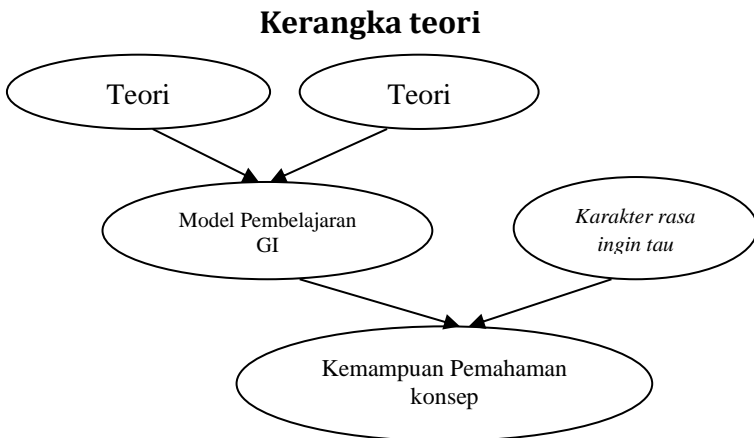 Kerangka teori
Teori
Teori
Model Pembelajaran
GI
Karakter rasa
ingin tau
Kemampuan Pemahaman
konsep